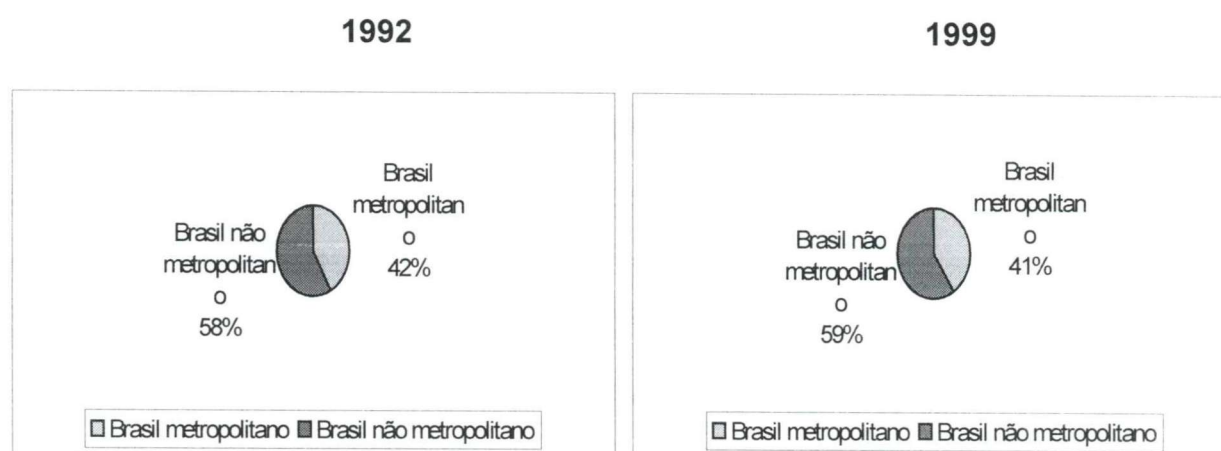 1992
Brasil
metropolitan
o
42%
Brasil não
metropolitan
o
58%
Brasil metropolitano Brasil não metropolitano
1999
Brasil
metropolitan
o
41%
Brasil não
metropolitan
o
59%
Brasil metropolitano Brasil não metropolitano